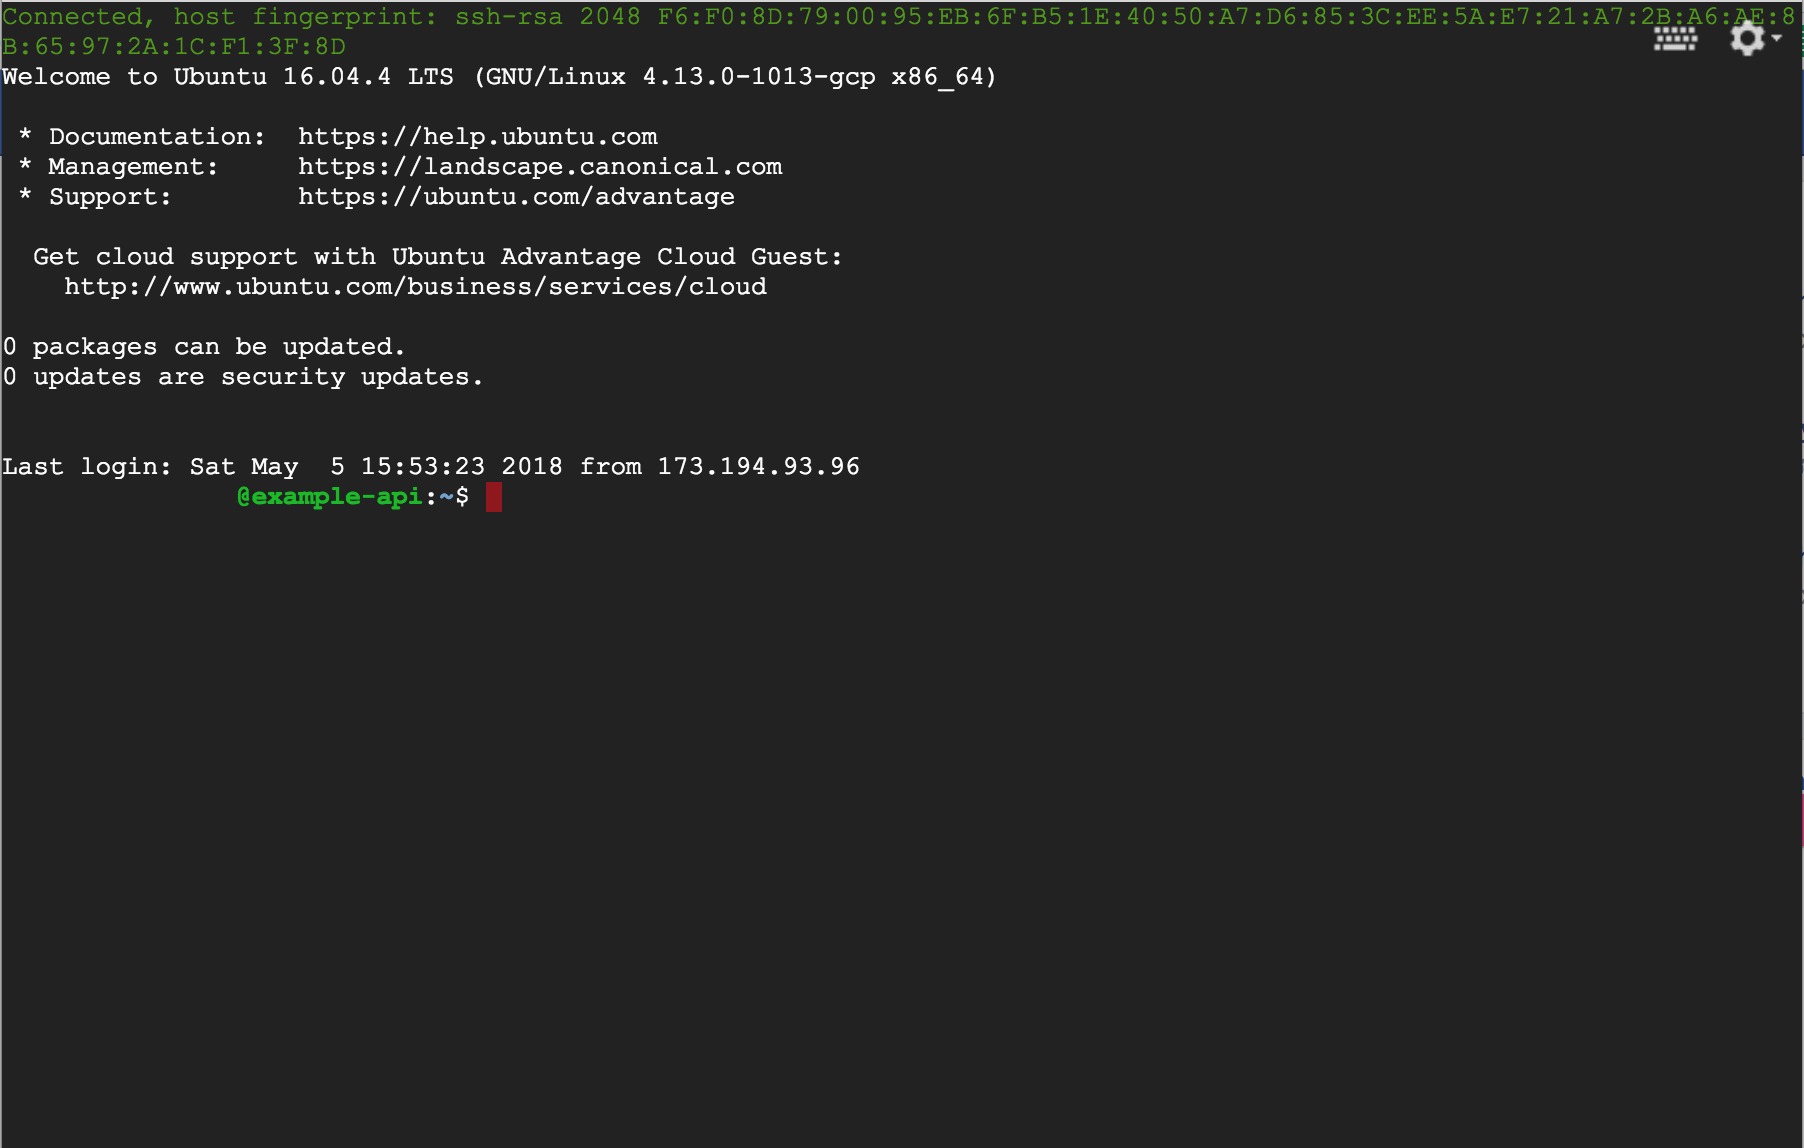 Connected, host fingerprint: ssh-rsa 2048 F6:F0:8D:79:00:95:EB:6F:B5:1E:40:50:A7:D6:85:3C:EE:5A:E7:21:A7:2B:A6:AE:8
B:65:97:2A:1C:F1:3F:8D
Welcome to Ubuntu 16.04.4 LTS (GNU/Linux 4.13.0-1013-gcp x86_64)
* Documentation:  https://help.ubuntu.com
* Management:     https://landscape.canonical.com
* Support:        https://ubuntu.com/advantage
Get cloud support with Ubuntu Advantage Cloud Guest:
http://www.ubuntu.com/business/services/cloud
0 packages can be updated.
0 updates are security updates.
Last login: Sat May  5 15:53:23 2018 from 173.194.93.96
@example-api:~$